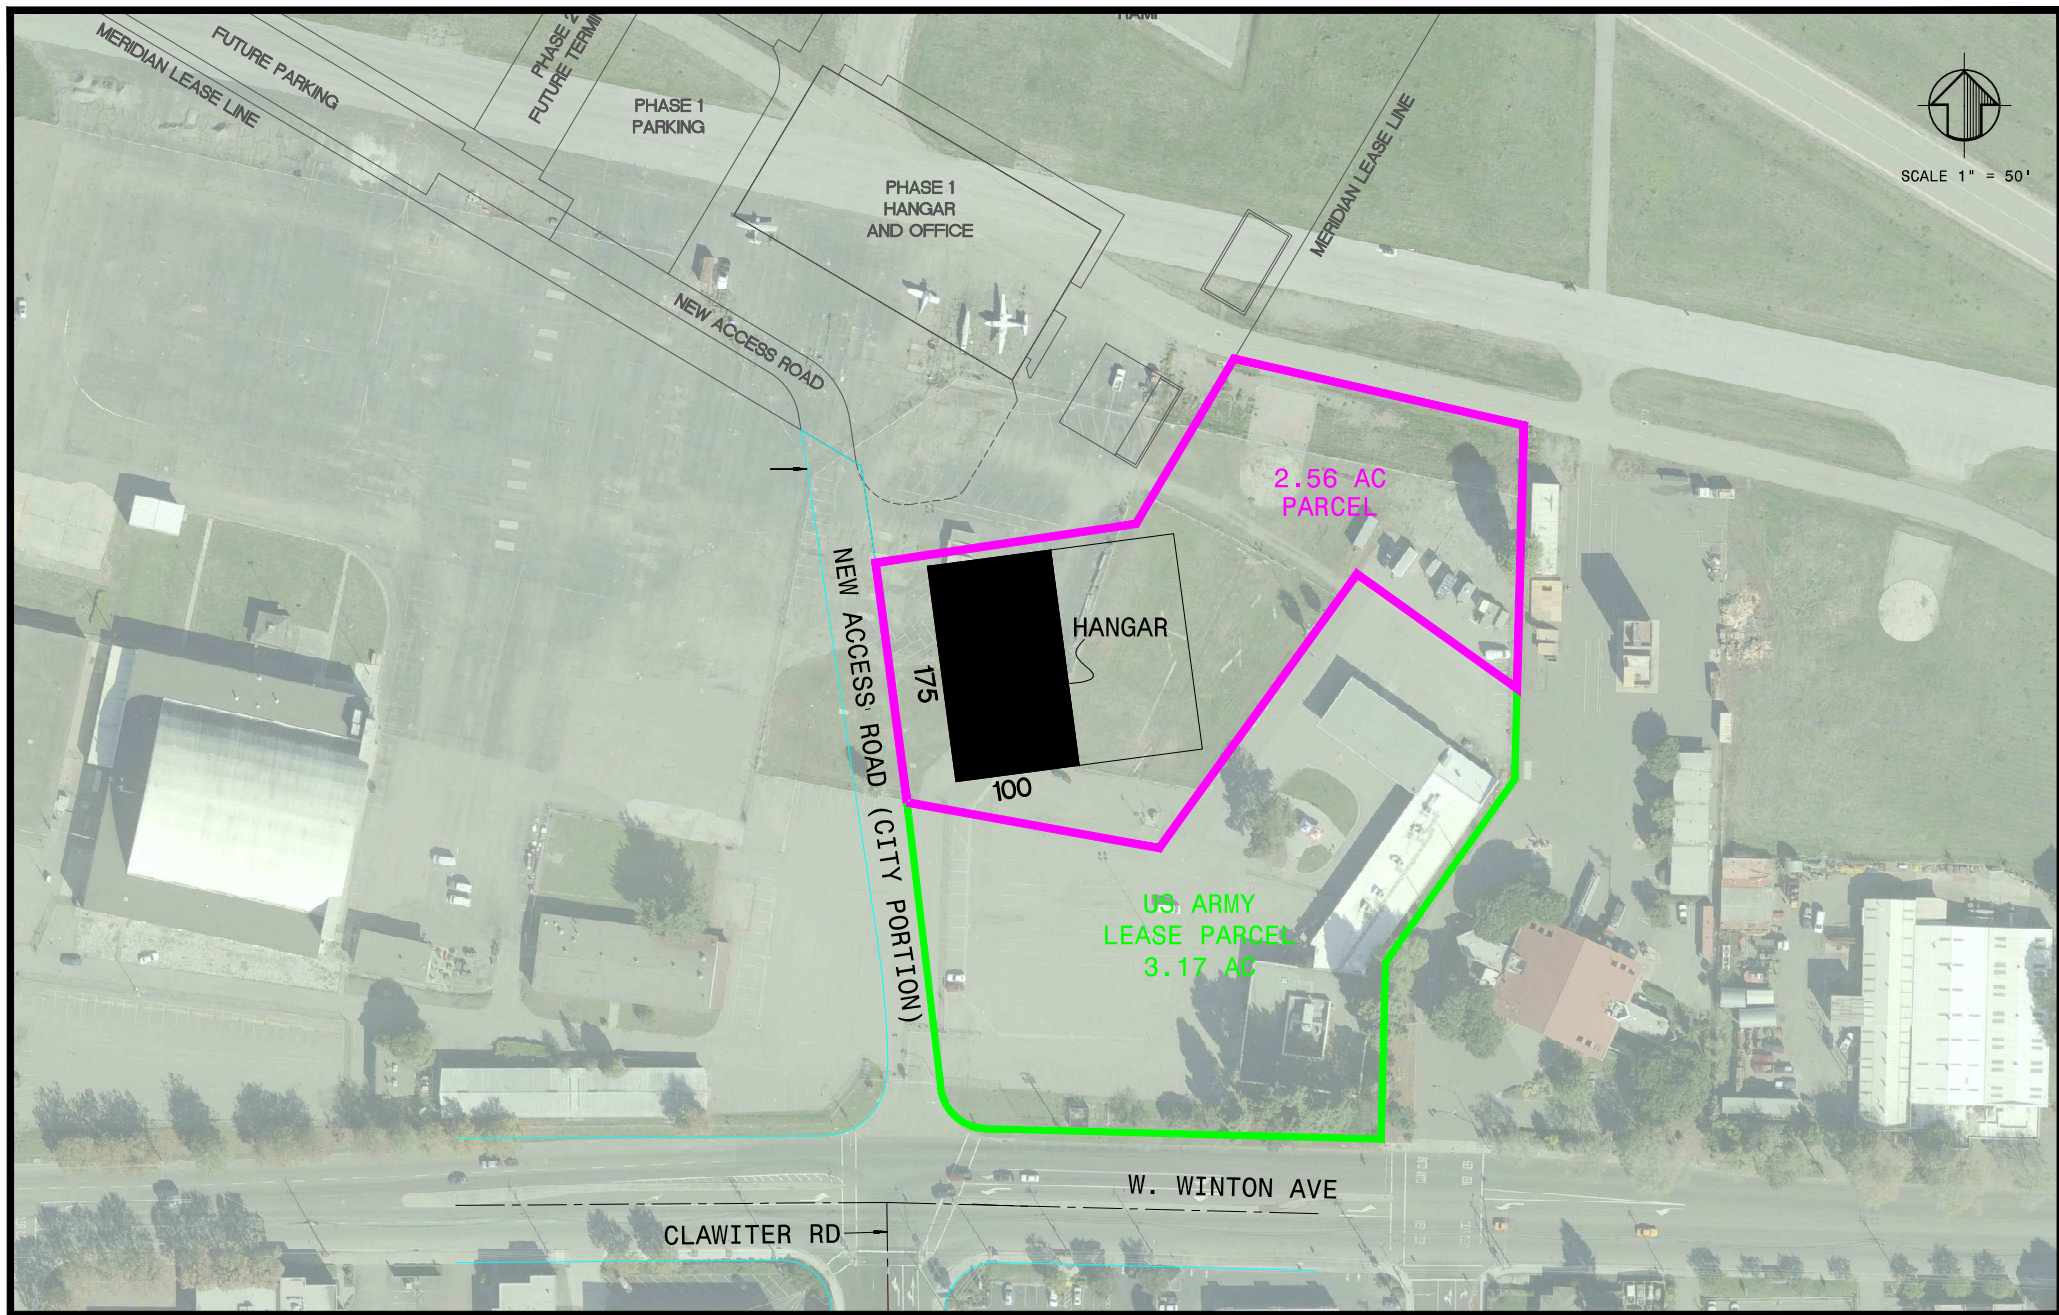 RAMP
MERIDIAN LEASE LINE
FUTURE PARKING
PHASE 2
FUTURE
PHASE 1
PARKING
PHASE 1
HANGAR
AND OFFICE
MERIDIAN LEASE LINE
SCALE 1" = 50'
NEW ACCESS ROAD
2.56 AC
PARCEL
NEW ACCESS ROAD (CITY PORTION)
HANGAR
175
100
US ARMY
LEASE PARCEL
3.17 AC
W. WINTON AVE
CLAWITER RD